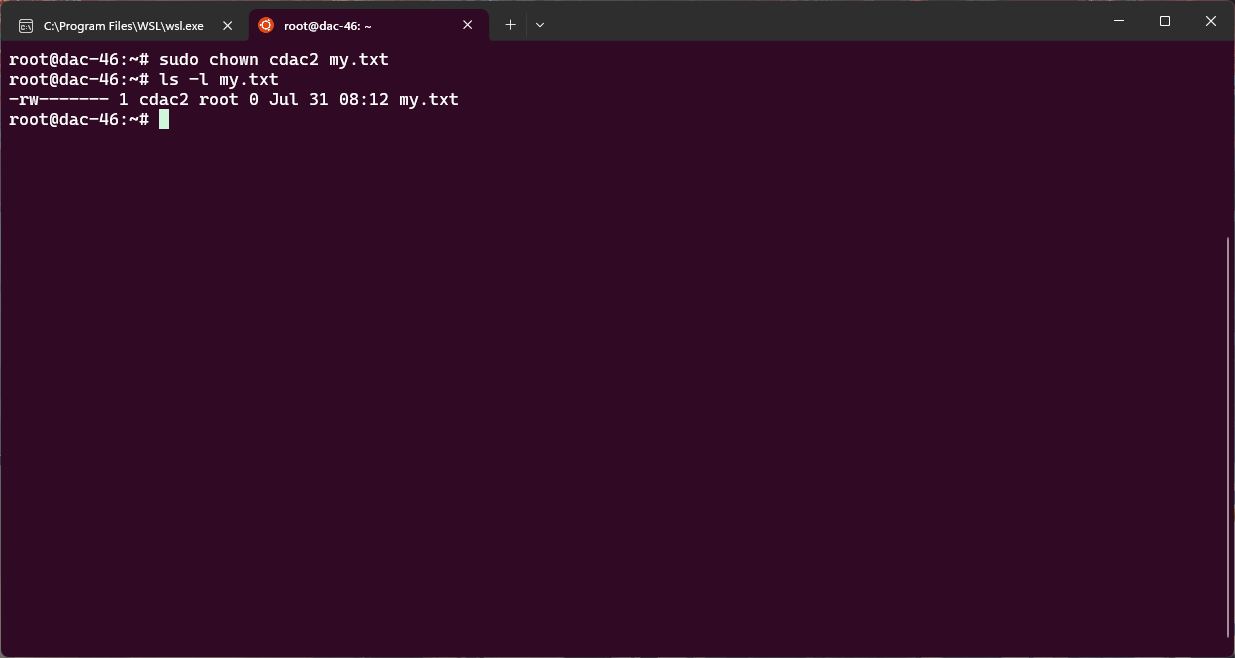 C:\Program Files\WSL\wsl.exe
root@dac-46: ~
root@dac-46:~# sudo chown cdac2 my.txt
root@dac-46:~# ls -l my.txt
-rw------- 1 cdac2 root 0 Jul 31 08:12 my.txt
root@dac-46:~#